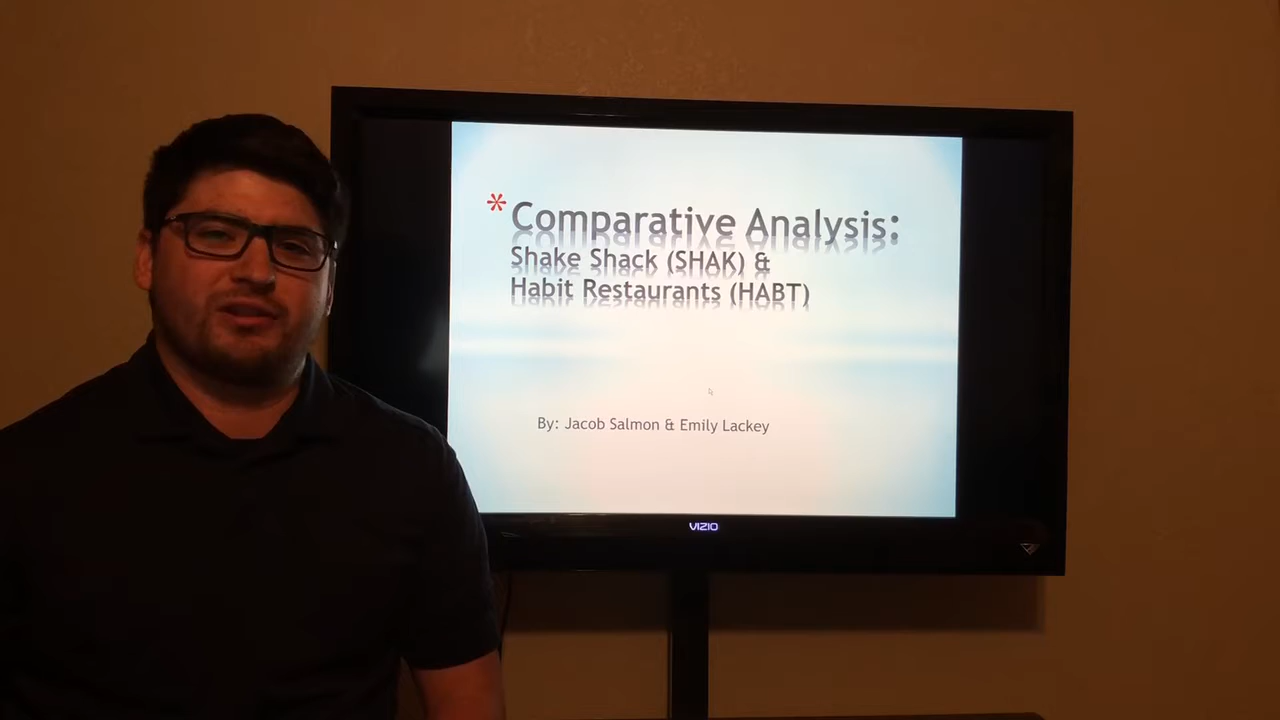 * Comparative Analysis:
Shake Shack (SHAK) &
Habit Restaurants (HABT)
By: Jacob Salmon & Emily Lackey
VIZIO